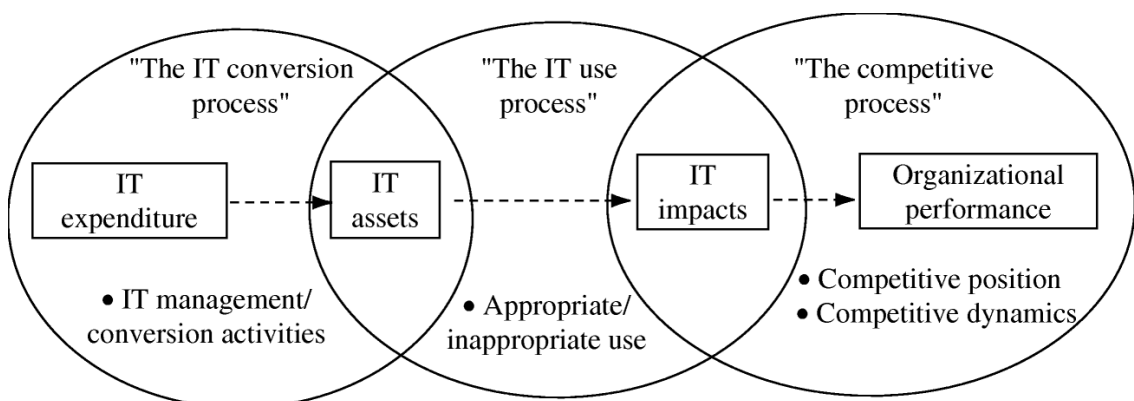 "The IT conversion
process"
"The IT use
process"
"The competitive
process"
IT
expenditure
IT
assets
IT
impacts
Organizational
performance
• IT management/
conversion activities
• Appropriate/
inappropriate use
• Competitive position
• Competitive dynamics